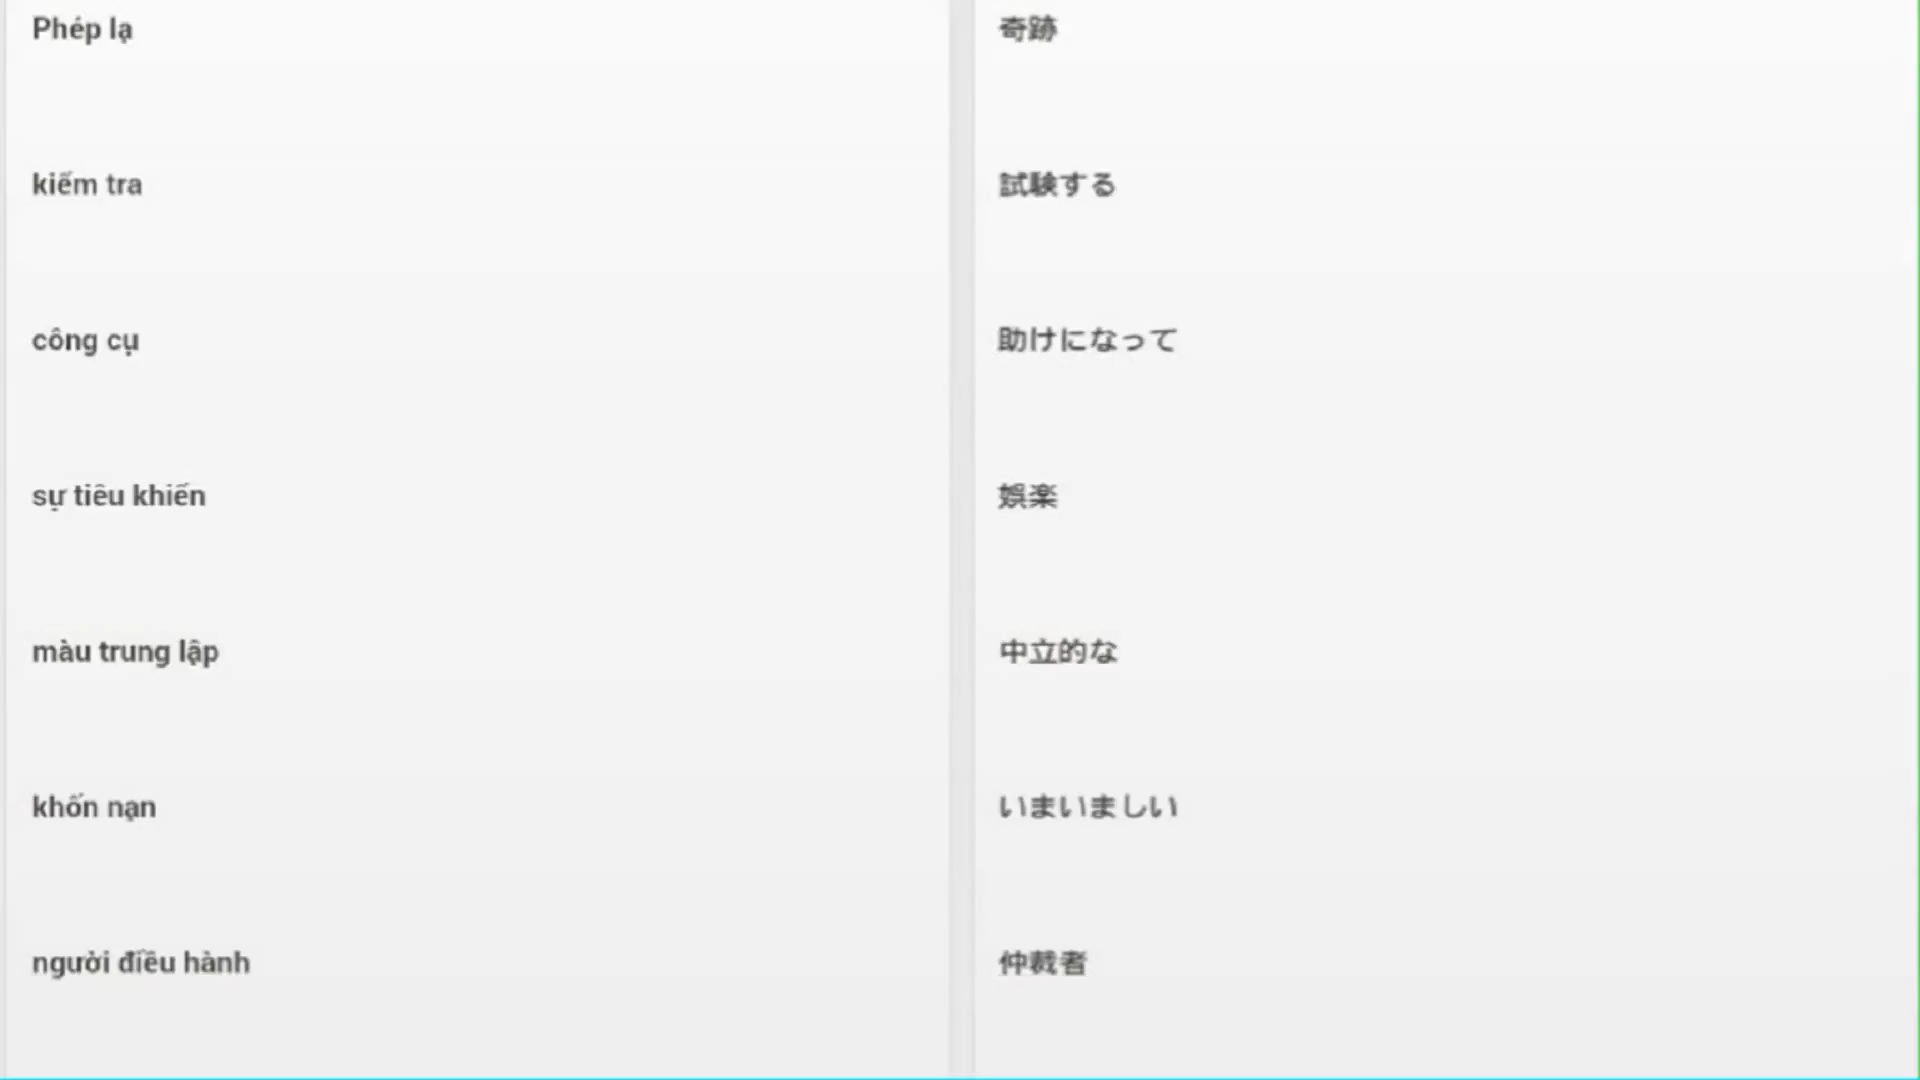 Phép lạ
奇跡
kiểm tra
試験する
công cụ
助けになって
sự tiêu khiển
娯楽
màu trung lập
中立的な
khốn nạn
いまいましい
người điều hành
仲裁者